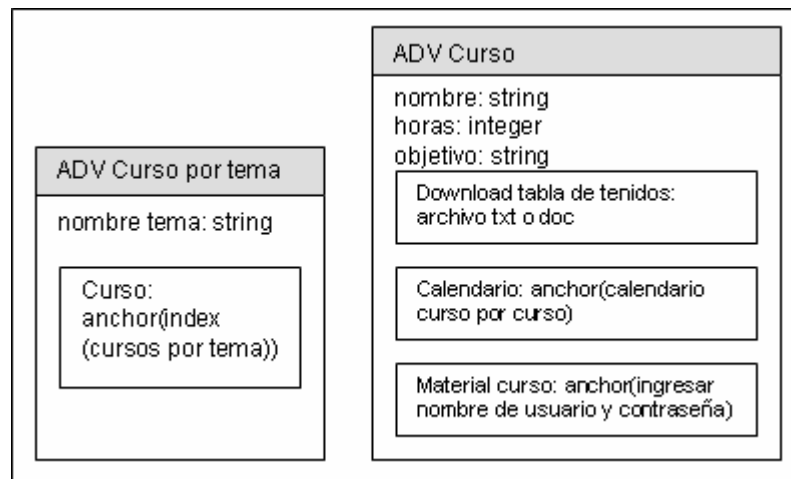 ADV Curso por tema
nombre tema: string
Curso:
anchor(index
(cursos por tema))
ADV Curso
nombre: string
horas: integer
objetivo: string
Download tabla de tenidos:
archivo txt o doc
Calendario: anchor(calendario
curso por curso)
Material curso: anchor(ingresar
nombre de usuario y contraseña)